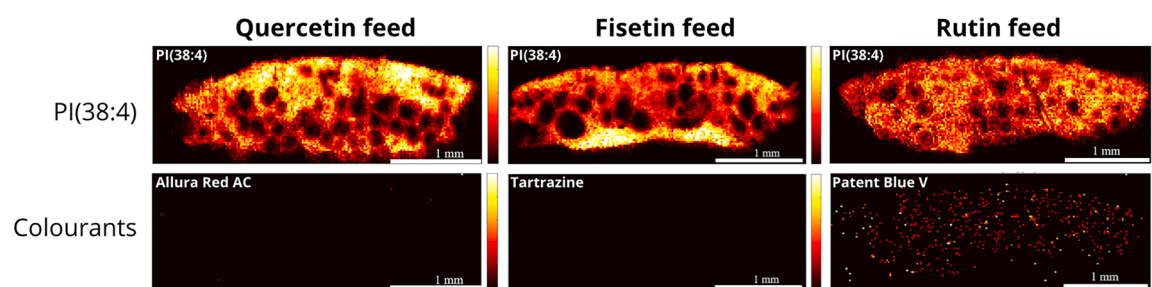 Quercetin feed
Fisetin feed
Rutin feed
PI(38:4)
PI(38:4)
PI(38:4)
PI(38:4)
1 mm
1 mm
1 mm
Colourants
Allura Red AC
Tartrazine
Patent Blue V
1 mm
1 mm
1 mm